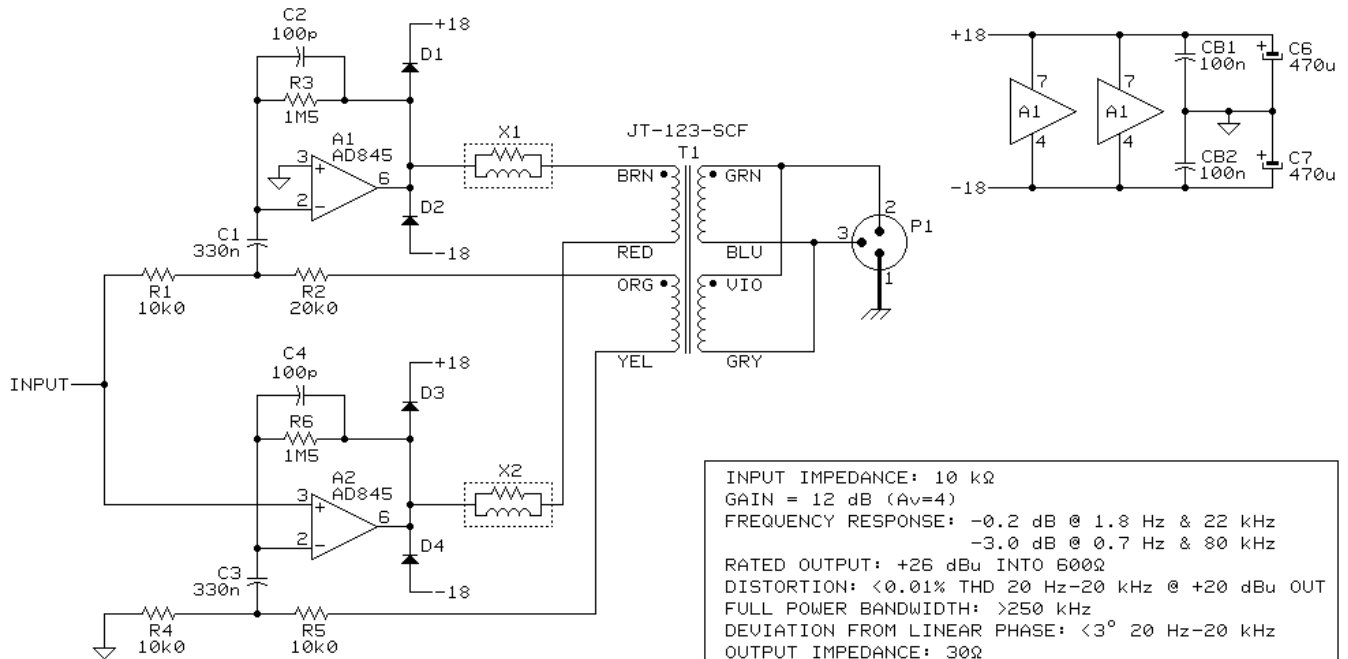 C2
100p
+18
D1
R3
1M5
A1
AD845
3
+
2
-
6
X1
JT-123-SCF
T1
BRN
GRN
D2
-18
C1
330n
RED
BLU
R1
10k0
R2
20k0
ORG
VIO
YEL
GRY
2
3
P1
1
+18
7
A1
4
7
A1
4
CB1
100n
+
C6
470u
CB2
100n
+
C7
470u
-18
INPUT
C4
100p
+18
D3
R6
1M5
A2
AD845
3
+
2
-
6
X2
D4
-18
C3
330n
R4
10k0
R5
10k0
INPUT IMPEDANCE: 10 kΩ
GAIN = 12 dB (Av=4)
FREQUENCY RESPONSE: -0.2 dB @ 1.8 Hz & 22 kHz
-3.0 dB @ 0.7 Hz & 80 kHz
RATED OUTPUT: +26 dBu INTO 600Ω
DISTORTION: <0.01% THD 20 Hz-20 kHz @ +20 dBu OUT
FULL POWER BANDWIDTH: >250 kHz
DEVIATION FROM LINEAR PHASE: <3° 20 Hz-20 kHz
OUTPUT IMPEDANCE: 30Ω